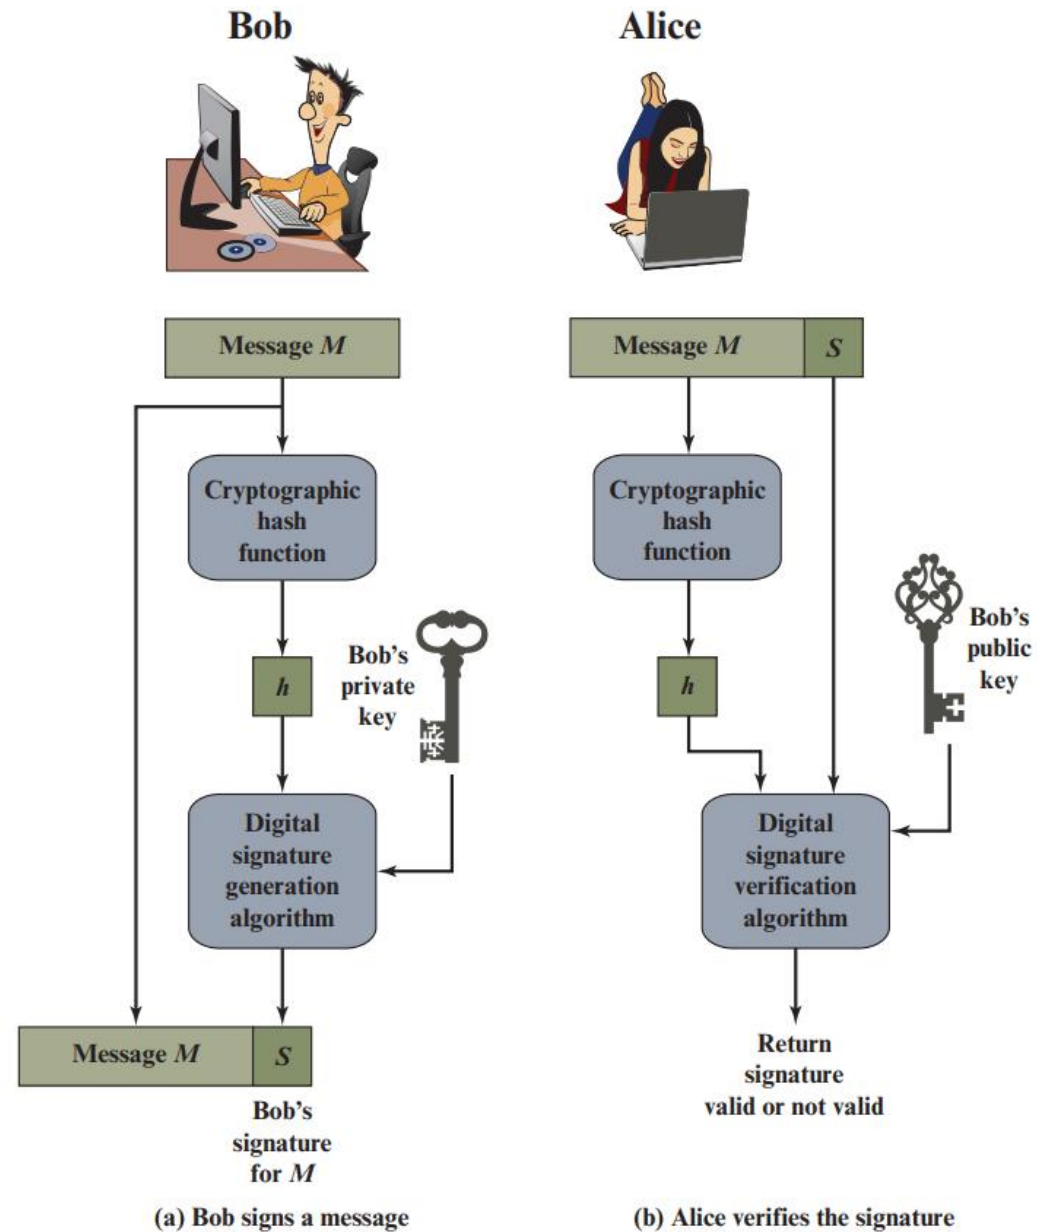 Bob
Message M
Cryptographic
hash
function
h
Bob's
private
key
Digital
signature
generation
algorithm
Message M
S
Bob's
signature
for M
(a) Bob signs a message
Alice
Message M
S
Cryptographic
hash
function
h
Bob's
public
key
Digital
signature
verification
algorithm
Return
signature
valid or not valid
(b) Alice verifies the signature